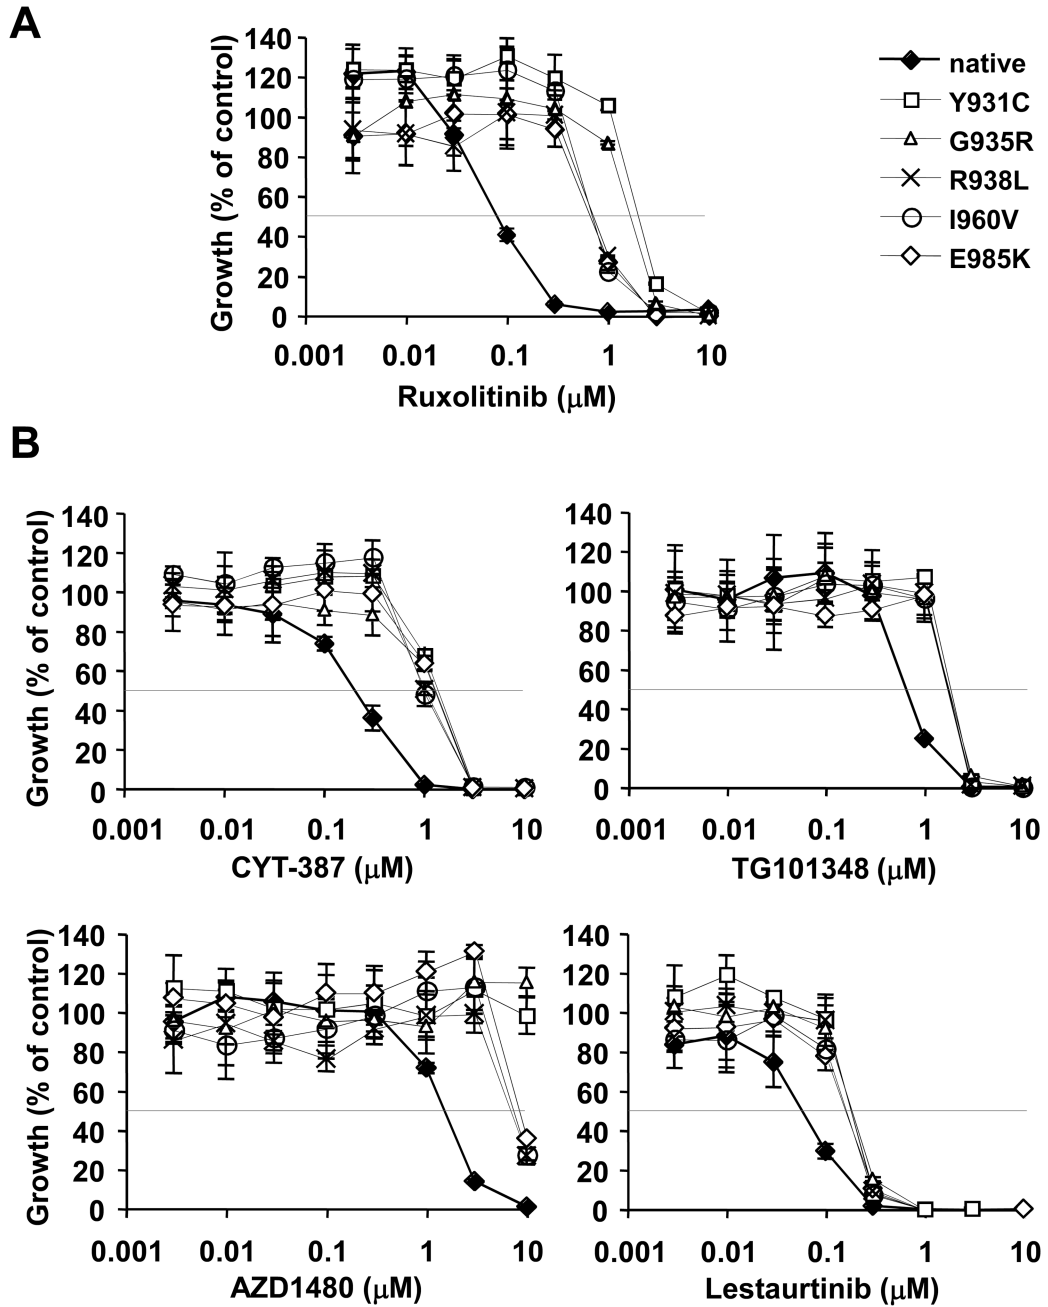 A
140
120
100
80
60
40
20
0
Growth (% of control)
0.001 0.01 0.1 1 10
Ruxolitinib (μM)
native
Y931C
G935R
R938L
I960V
E985K
B
140
120
100
80
60
40
20
0
Growth (% of control)
0.001 0.01 0.1 1 10
CYT-387 (μM)
140
120
100
80
60
40
20
0
0.001 0.01 0.1 1 10
TG101348 (μM)
140
120
100
80
60
40
20
0
Growth (% of control)
0.001 0.01 0.1 1 10
AZD1480 (μM)
140
120
100
80
60
40
20
0
0.001 0.01 0.1 1 10
Lestaurtinib (μM)